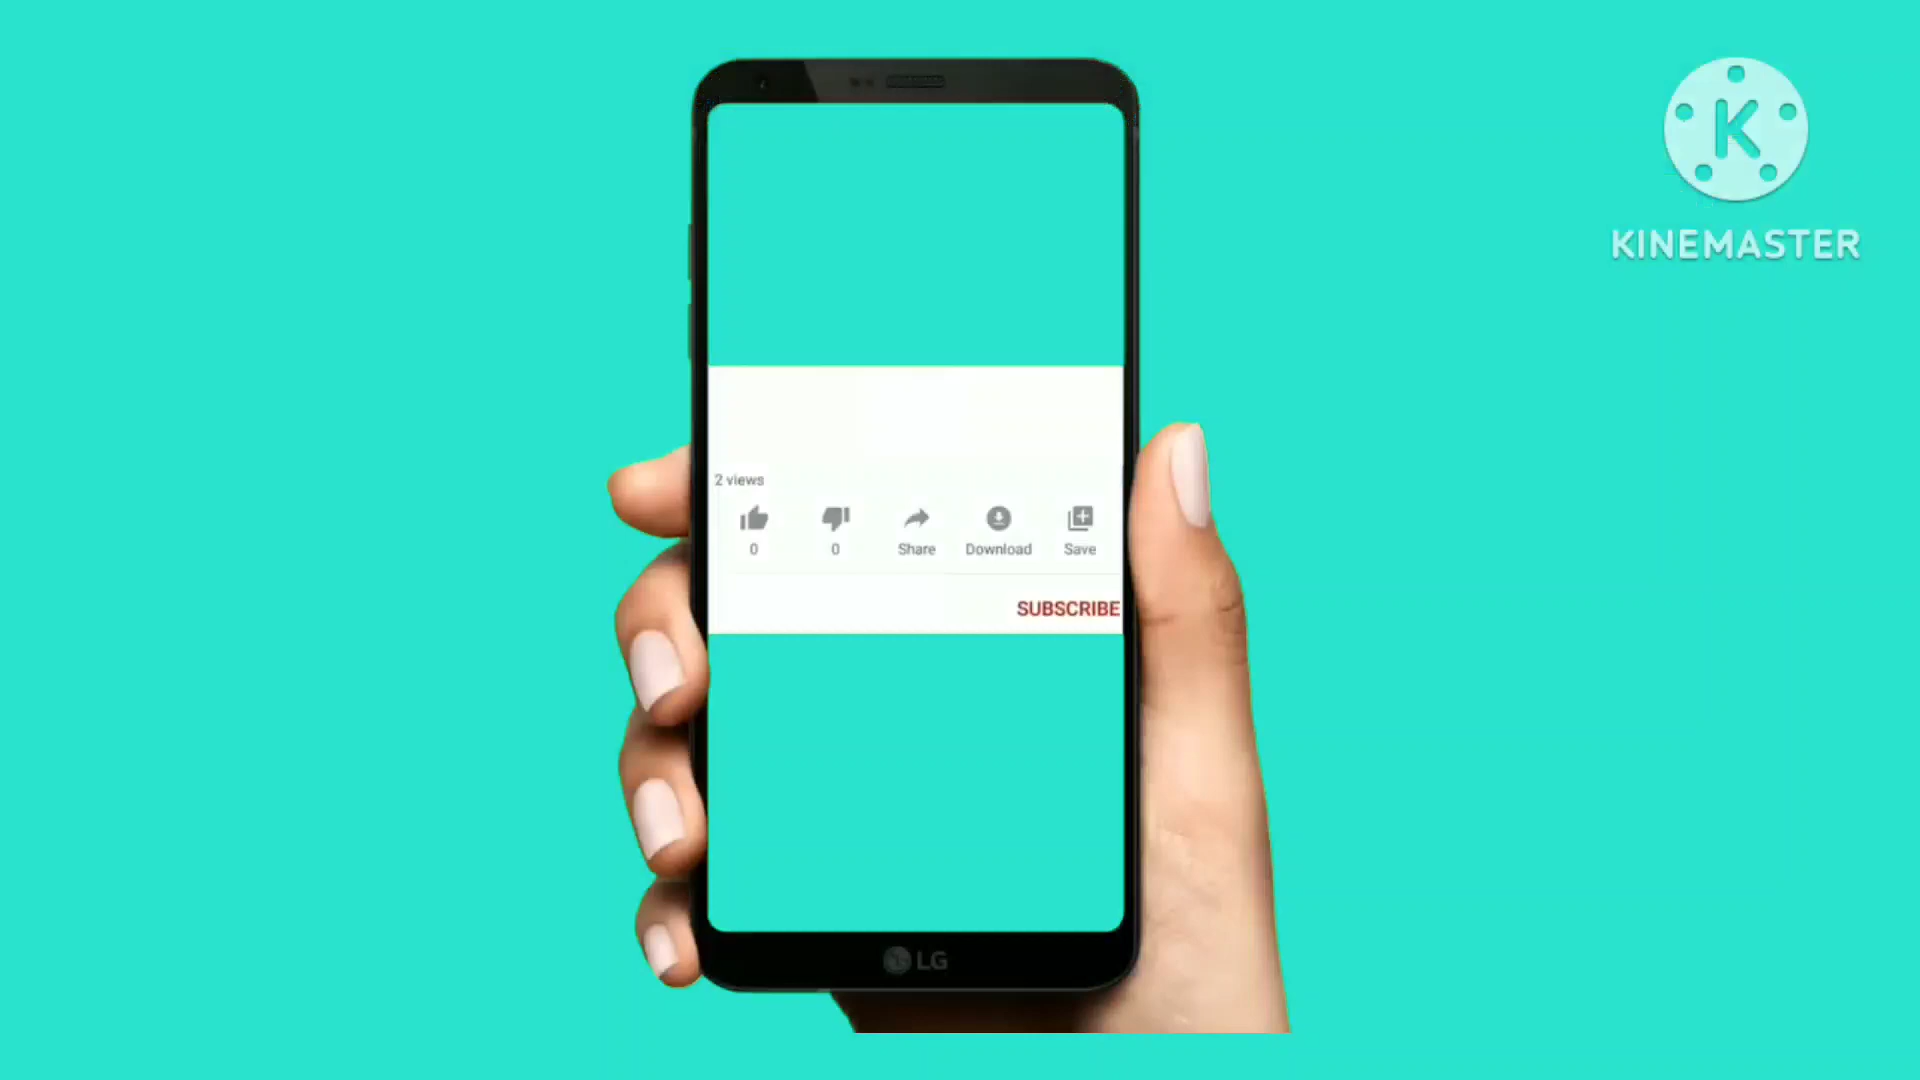 K
KINEMASTER
2 views
0 0 Share Download Save
SUBSCRIBE
LG